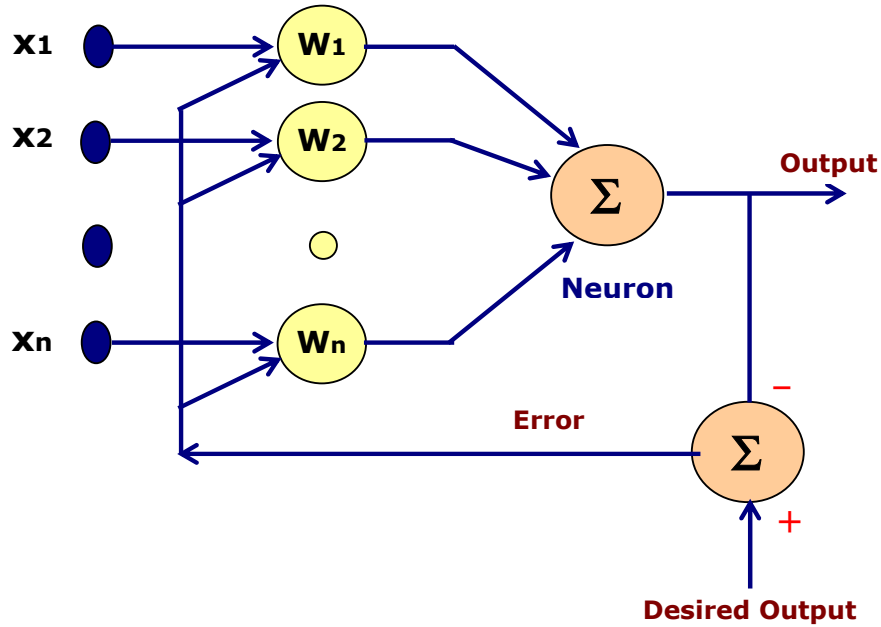 x1
W1
x2
W2
Output
Σ
Neuron
xn
Wn
−
Error
Σ
+
Desired Output